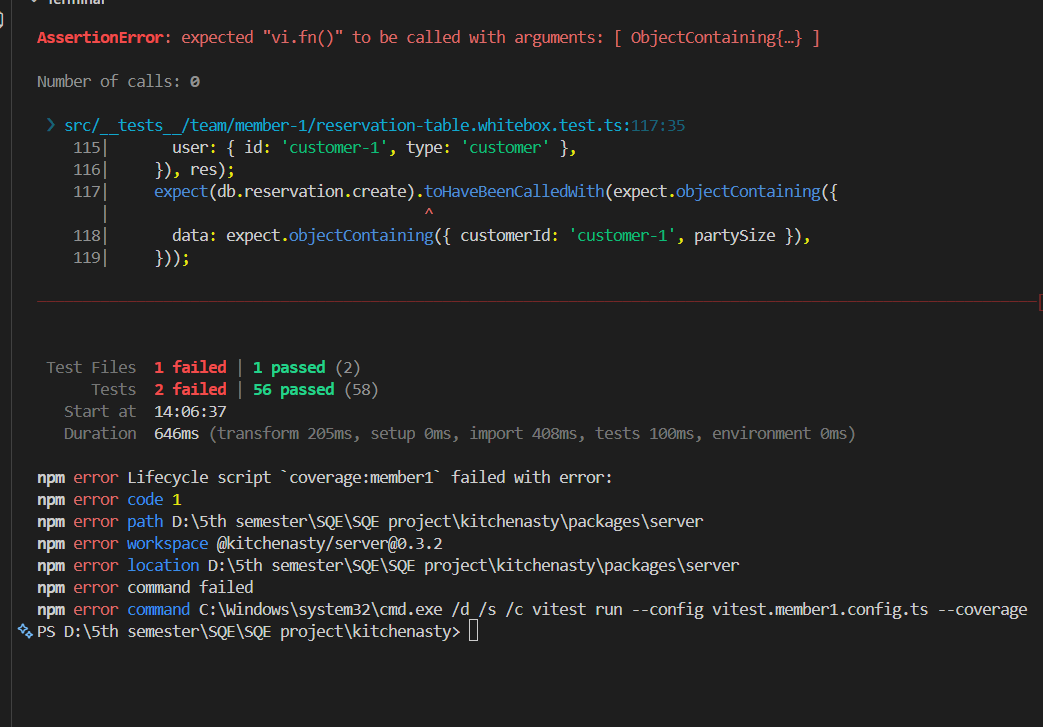 Terminal
AssertionError: expected "vi.fn()" to be called with arguments: [ ObjectContaining{…} ]
Number of calls: 0
❯ src/__tests__/team/member-1/reservation-table.whitebox.test.ts:117:35
115|       user: { id: 'customer-1', type: 'customer' },
116|     }), res);
117|     expect(db.reservation.create).toHaveBeenCalledWith(expect.objectContaining({
|                                   ^
118|       data: expect.objectContaining({ customerId: 'customer-1', partySize }),
119|     }));
Test Files  1 failed | 1 passed (2)
Tests  2 failed | 56 passed (58)
Start at  14:06:37
Duration  646ms (transform 205ms, setup 0ms, import 408ms, tests 100ms, environment 0ms)
npm error Lifecycle script `coverage:member1` failed with error:
npm error code 1
npm error path D:\5th semester\SQE\SQE project\kitchenasty\packages\server
npm error workspace @kitchenasty/server@0.3.2
npm error location D:\5th semester\SQE\SQE project\kitchenasty\packages\server
npm error command failed
npm error command C:\Windows\system32\cmd.exe /d /s /c vitest run --config vitest.member1.config.ts --coverage
PS D:\5th semester\SQE\SQE project\kitchenasty>